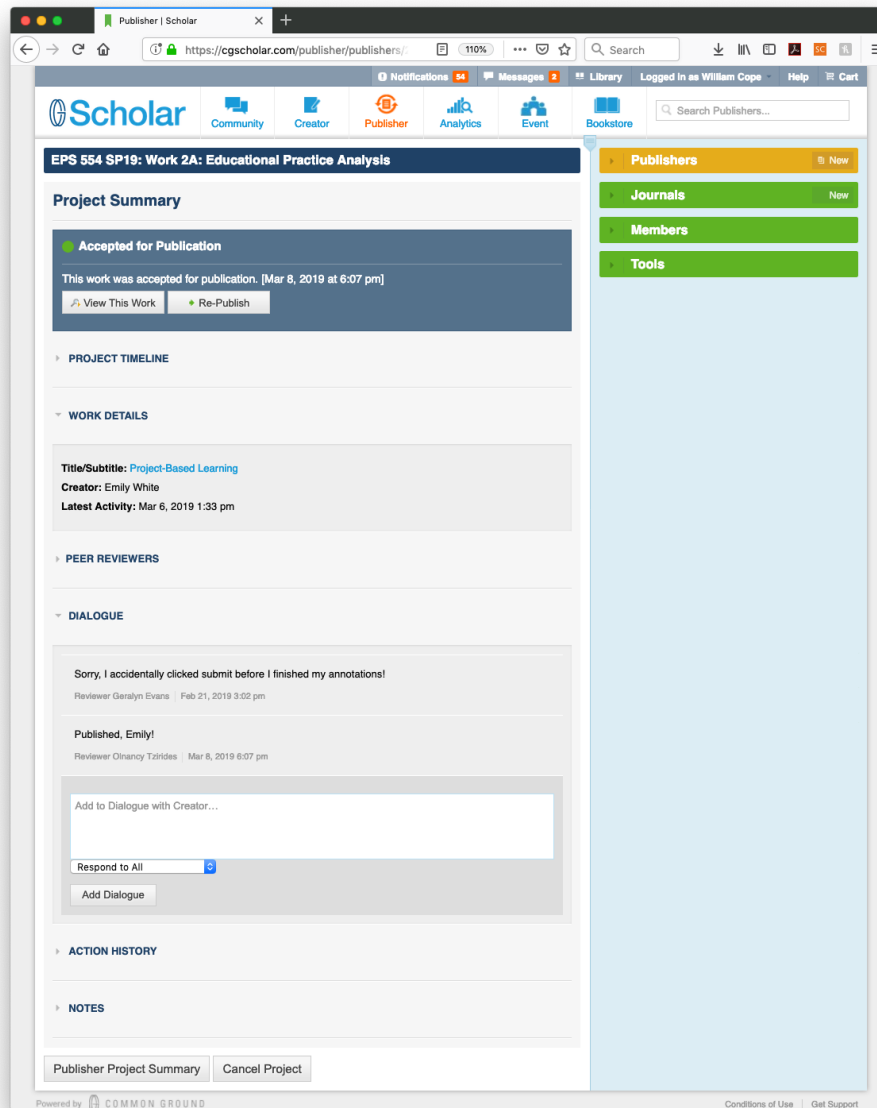 Publisher | Scholar
https://cgscholar.com/publisher/publishers/
110%
Search
Notifications 54 Messages 2 Library Logged in as William Cope Help Cart
Scholar
Community Creator Publisher Analytics Event Bookstore
Search Publishers...
EPS 554 SP19: Work 2A: Educational Practice Analysis
Publishers New
Journals New
Members
Tools
Project Summary
Accepted for Publication
This work was accepted for publication. [Mar 8, 2019 at 6:07 pm]
View This Work Re-Publish
PROJECT TIMELINE
WORK DETAILS
Title/Subtitle: Project-Based Learning
Creator: Emily White
Latest Activity: Mar 6, 2019 1:33 pm
PEER REVIEWERS
DIALOGUE
Sorry, I accidentally clicked submit before I finished my annotations!
Reviewer Geralyn Evans | Feb 21, 2019 3:02 pm
Published, Emily!
Reviewer Olnancy Tzirides | Mar 8, 2019 6:07 pm
Add to Dialogue with Creator...
Respond to All
Add Dialogue
ACTION HISTORY
NOTES
Publisher Project Summary Cancel Project
Powered by COMMON GROUND
Conditions of Use | Get Support